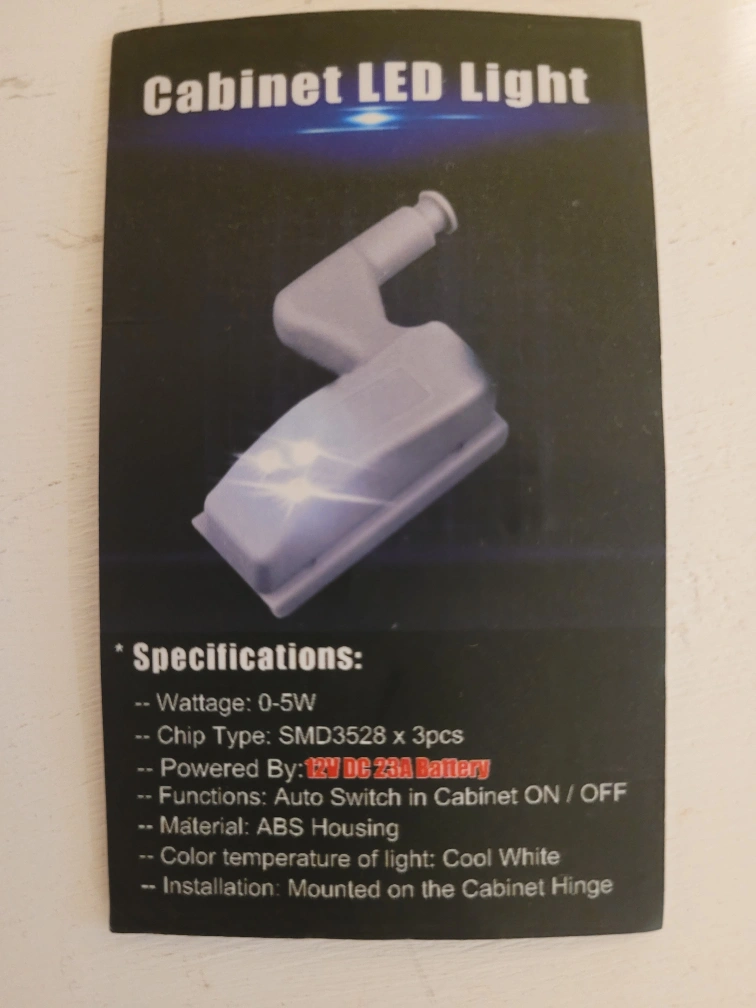 Cabinet LED Light
* Specifications:
-- Wattage: 0-5W
-- Chip Type: SMD3528 x 3pcs
-- Powered By:12V DC 23A Battery
-- Functions: Auto Switch in Cabinet ON / OFF
-- Material: ABS Housing
-- Color temperature of light: Cool White
-- Installation: Mounted on the Cabinet Hinge